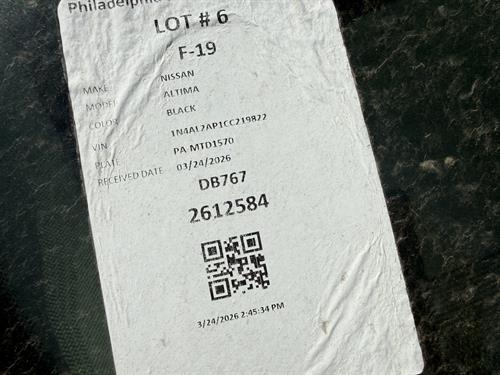 Philadelphia
LOT # 6
F-19
MAKE NISSAN
MODEL ALTIMA
COLOR BLACK
VIN 1N4AL2AP1CC219822
PLATE PA-MTD1570
RECEIVED DATE 03/24/2026
DB767
2612584
3/24/2026 2:45:34 PM